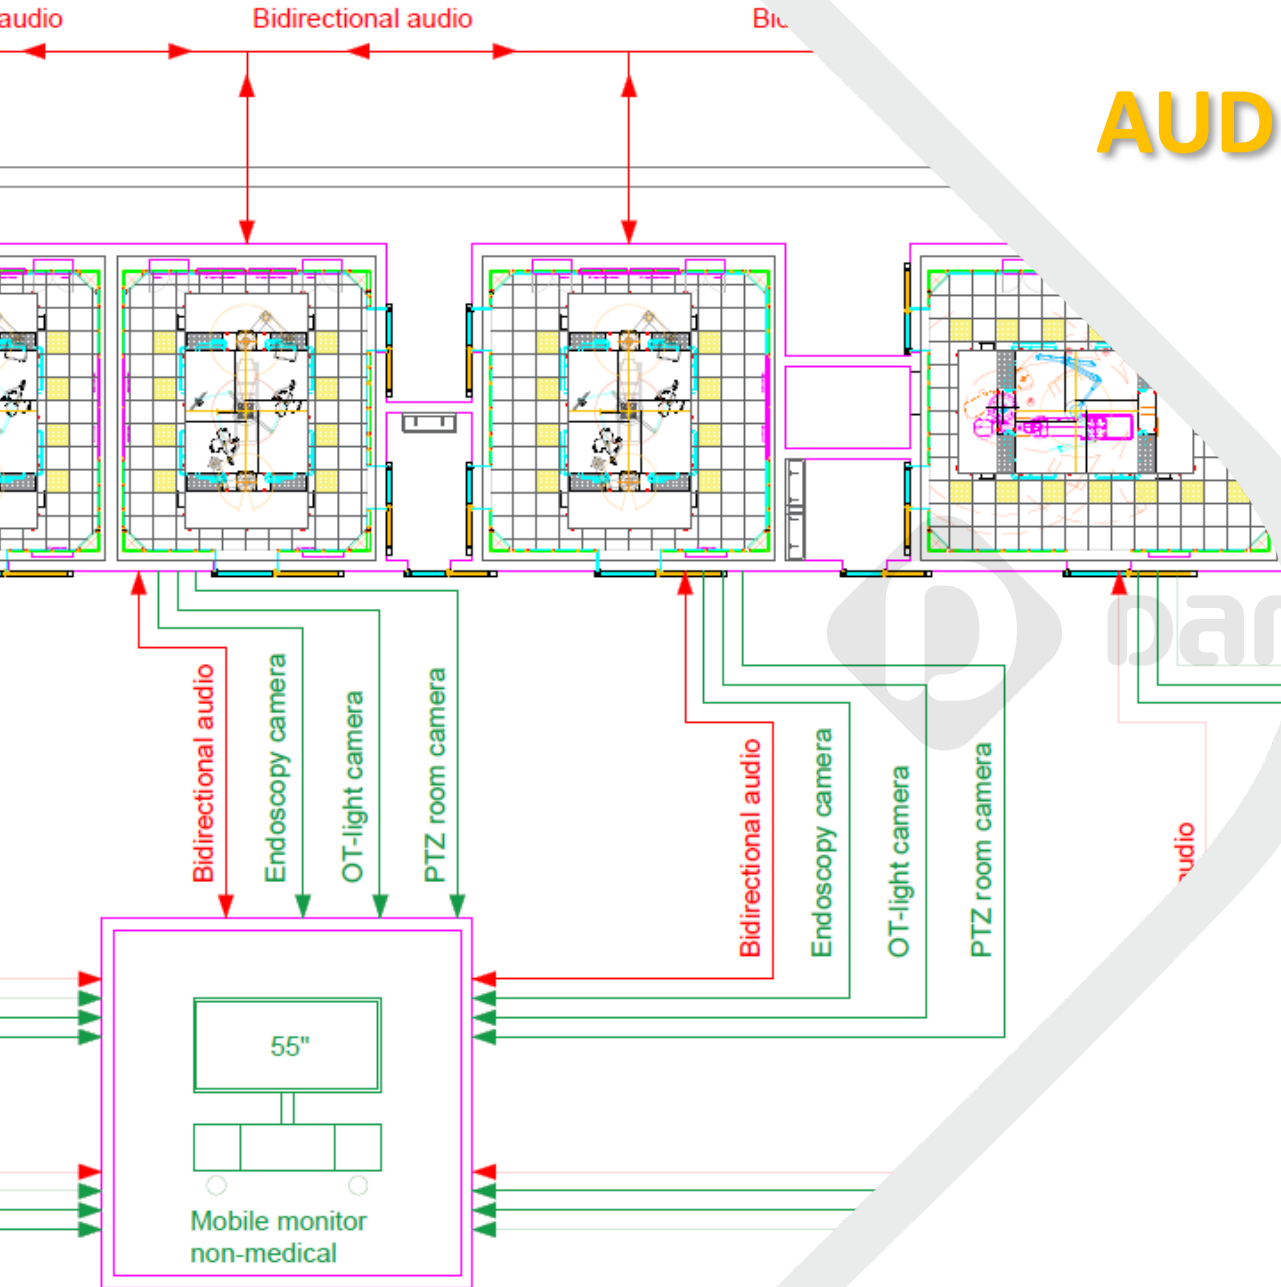 audio
Bidirectional audio
AUD
Bidirectional audio
Endoscopy camera
OT-light camera
PTZ room camera
Bidirectional audio
Endoscopy camera
OT-light camera
PTZ room camera
55"
Mobile monitor
non-medical